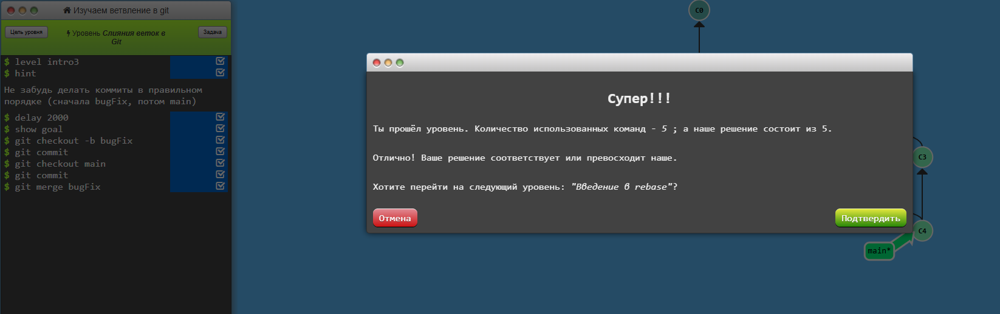 Изучаем ветвление в git
Цель уровня
Уровень Слияния веток в
Git
Задача
$ level intro3
$ hint
Не забудь делать коммиты в правильном
порядке (сначала bugFix, потом main)
$ delay 2000
$ show goal
$ git checkout -b bugFix
$ git commit
$ git checkout main
$ git commit
$ git merge bugFix
C0
Супер!!!
Ты прошёл уровень. Количество использованных команд - 5 ; а наше решение состоит из 5.
Отлично! Ваше решение соответствует или превосходит наше.
Хотите перейти на следующий уровень: "Введение в rebase"?
Отмена
Подтвердить
C3
C4
main*